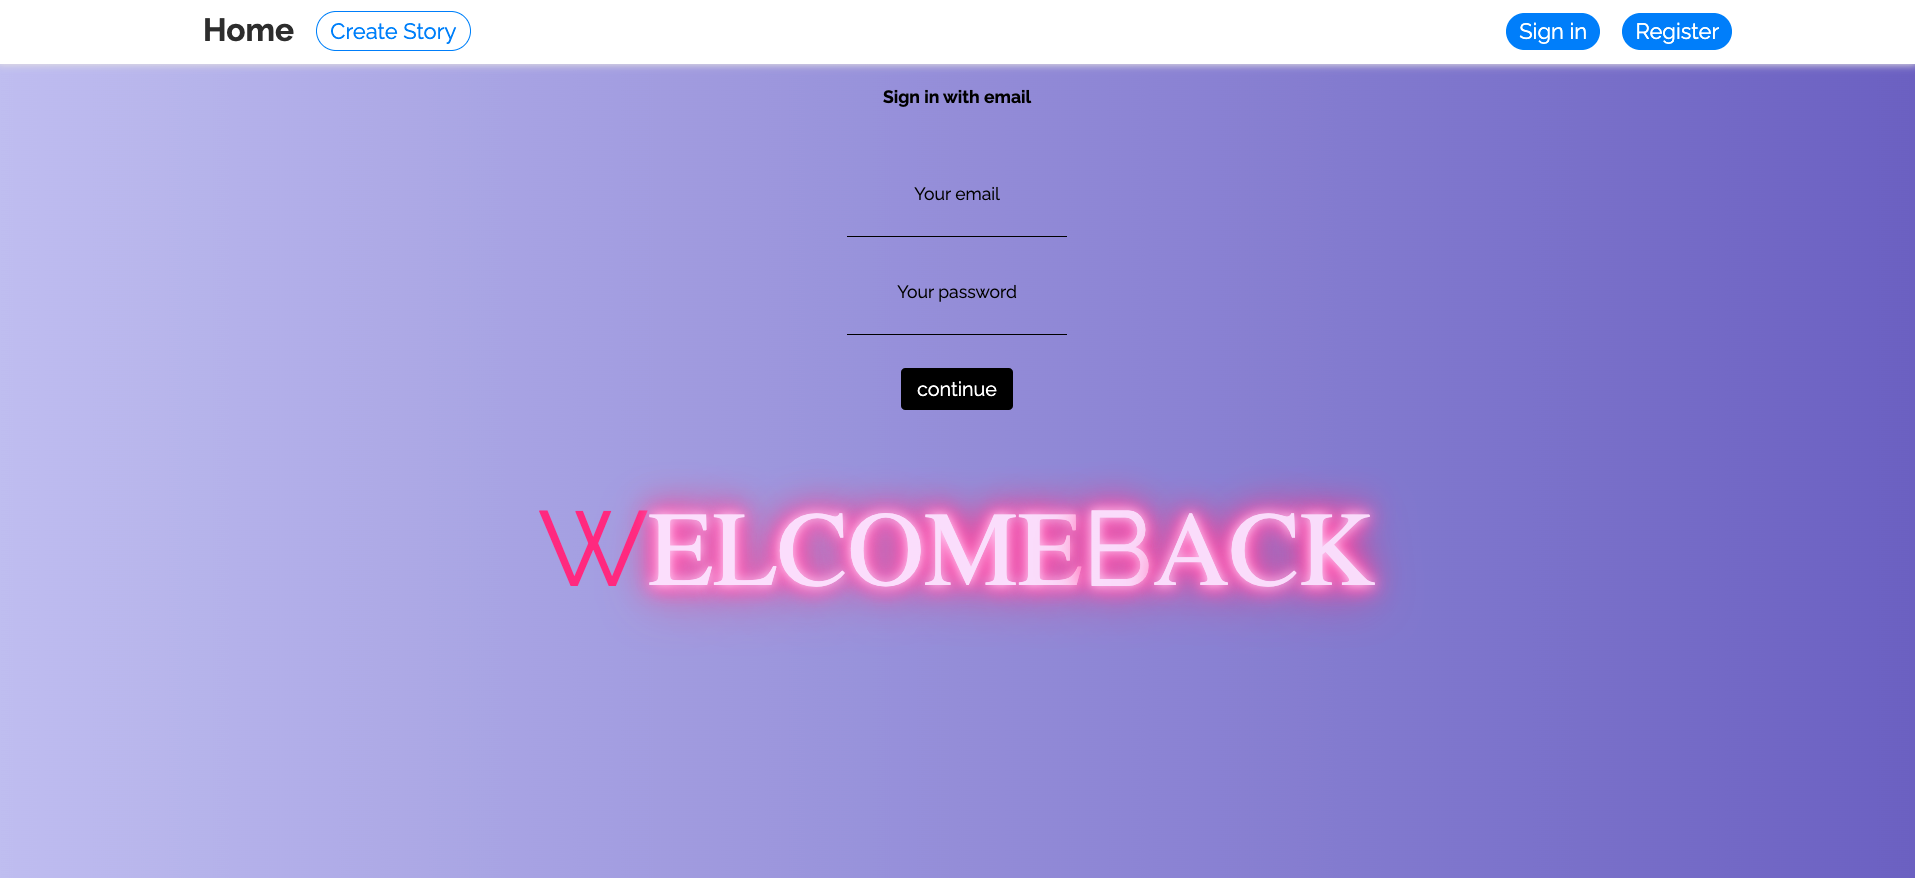 Home Create Story Sign in Register
Sign in with email
Your email
Your password
continue
WELCOMEBACK